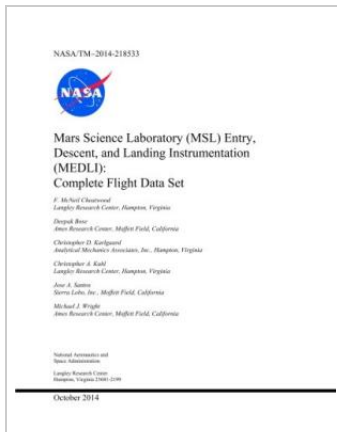 NASA/TM–2014-218533
NASA
Mars Science Laboratory (MSL) Entry,
Descent, and Landing Instrumentation
(MEDLI):
Complete Flight Data Set
F. McNeil Cheatwood
Langley Research Center, Hampton, Virginia
Deepak Bose
Ames Research Center, Moffett Field, California
Christopher D. Karlgaard
Analytical Mechanics Associates, Inc., Hampton, Virginia
Christopher A. Kuhl
Langley Research Center, Hampton, Virginia
Jose A. Santos
Sierra Lobo, Inc., Moffett Field, California
Michael J. Wright
Ames Research Center, Moffett Field, California
National Aeronautics and
Space Administration
Langley Research Center
Hampton, Virginia 23681-2199
October 2014